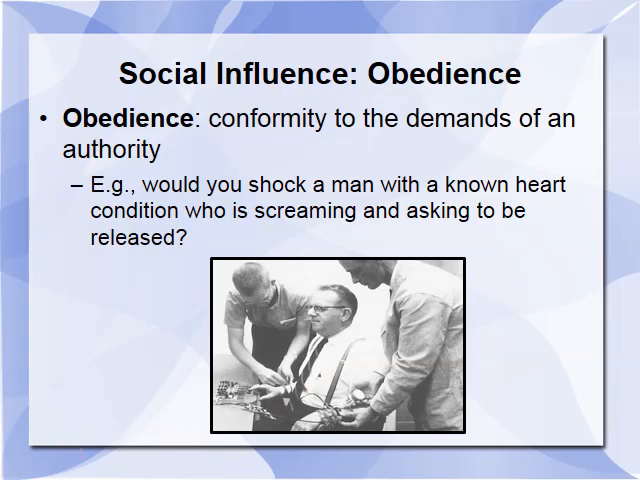 Social Influence: Obedience
• Obedience: conformity to the demands of an
authority
– E.g., would you shock a man with a known heart
condition who is screaming and asking to be
released?